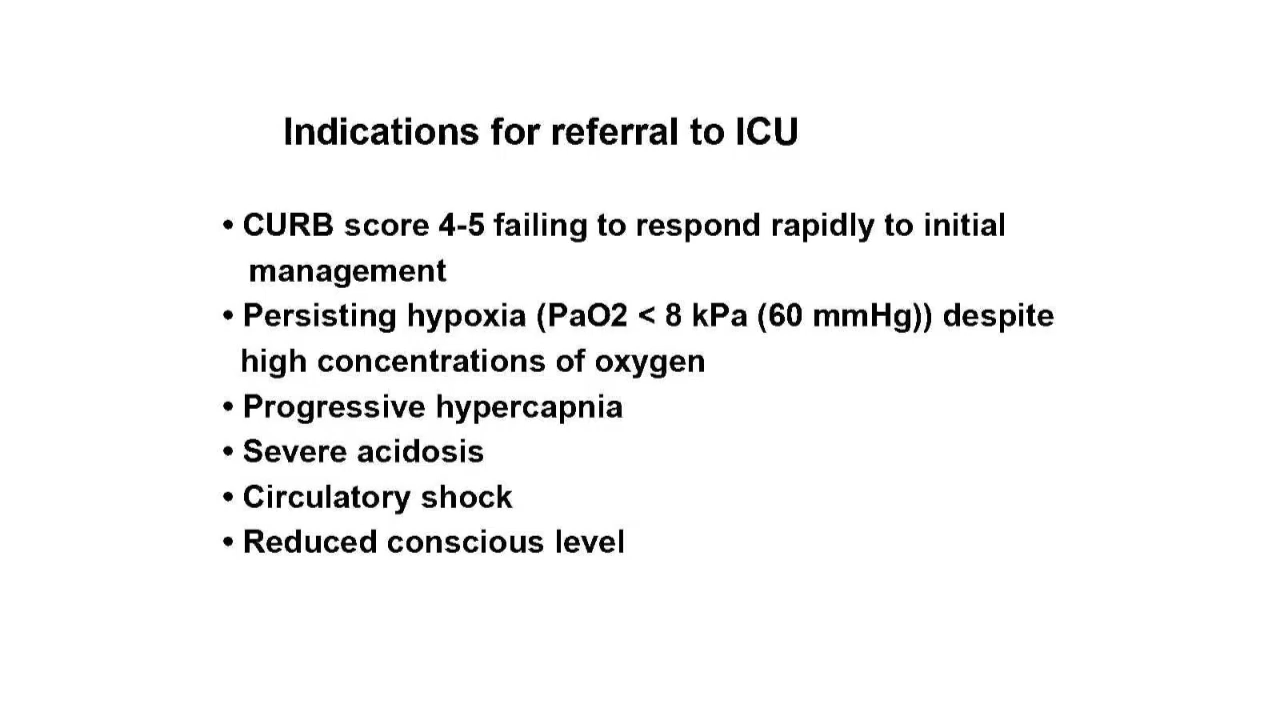 Indications for referral to ICU
• CURB score 4-5 failing to respond rapidly to initial
management
• Persisting hypoxia (PaO2 < 8 kPa (60 mmHg)) despite
high concentrations of oxygen
• Progressive hypercapnia
• Severe acidosis
• Circulatory shock
• Reduced conscious level